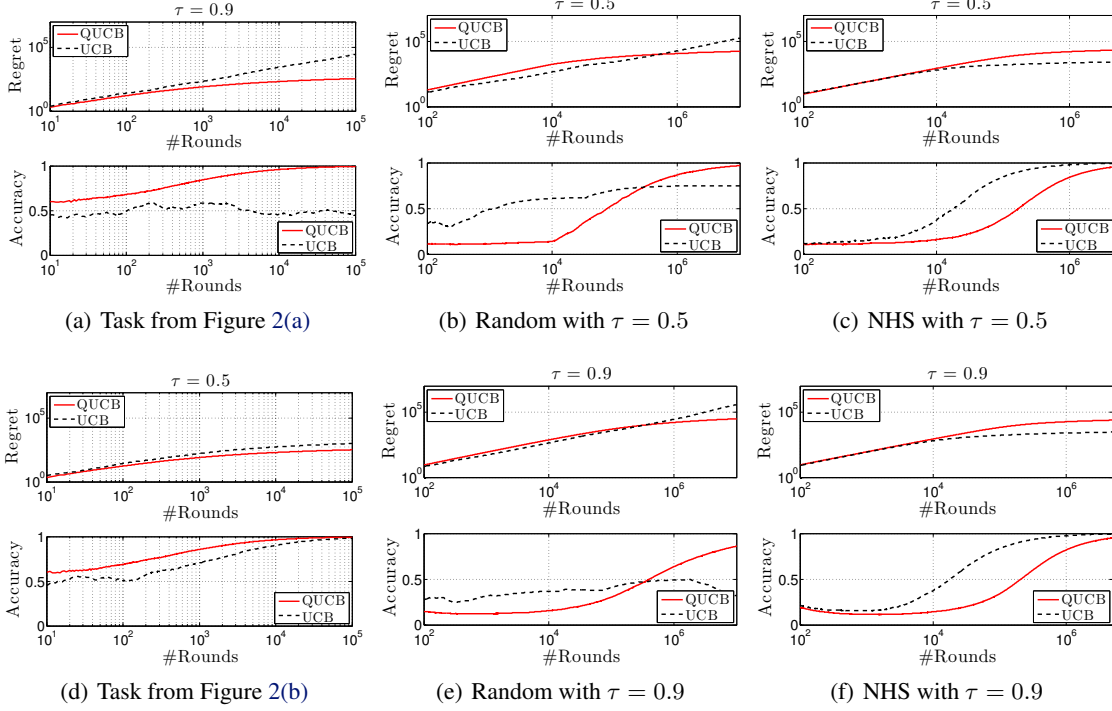 τ = 0.9
Regret
10^5
10^0
QUCB
UCB
10^1 10^2 10^3 10^4 10^5
#Rounds
Accuracy
1
0.5
0
QUCB
UCB
10^1 10^2 10^3 10^4 10^5
#Rounds
(a) Task from Figure 2(a)
τ = 0.5
Regret
10^5
10^0
QUCB
UCB
10^2 10^4 10^6
#Rounds
Accuracy
1
0.5
0
QUCB
UCB
10^2 10^4 10^6
#Rounds
(b) Random with τ = 0.5
τ = 0.5
Regret
10^5
10^0
QUCB
UCB
10^2 10^4 10^6
#Rounds
Accuracy
1
0.5
0
QUCB
UCB
10^2 10^4 10^6
#Rounds
(c) NHS with τ = 0.5
τ = 0.5
Regret
10^5
10^0
QUCB
UCB
10^1 10^2 10^3 10^4 10^5
#Rounds
Accuracy
1
0.5
0
QUCB
UCB
10^1 10^2 10^3 10^4 10^5
#Rounds
(d) Task from Figure 2(b)
τ = 0.9
Regret
10^5
10^0
QUCB
UCB
10^2 10^4 10^6
#Rounds
Accuracy
1
0.5
0
QUCB
UCB
10^2 10^4 10^6
#Rounds
(e) Random with τ = 0.9
τ = 0.9
Regret
10^5
10^0
QUCB
UCB
10^2 10^4 10^6
#Rounds
Accuracy
1
0.5
0
QUCB
UCB
10^2 10^4 10^6
#Rounds
(f) NHS with τ = 0.9